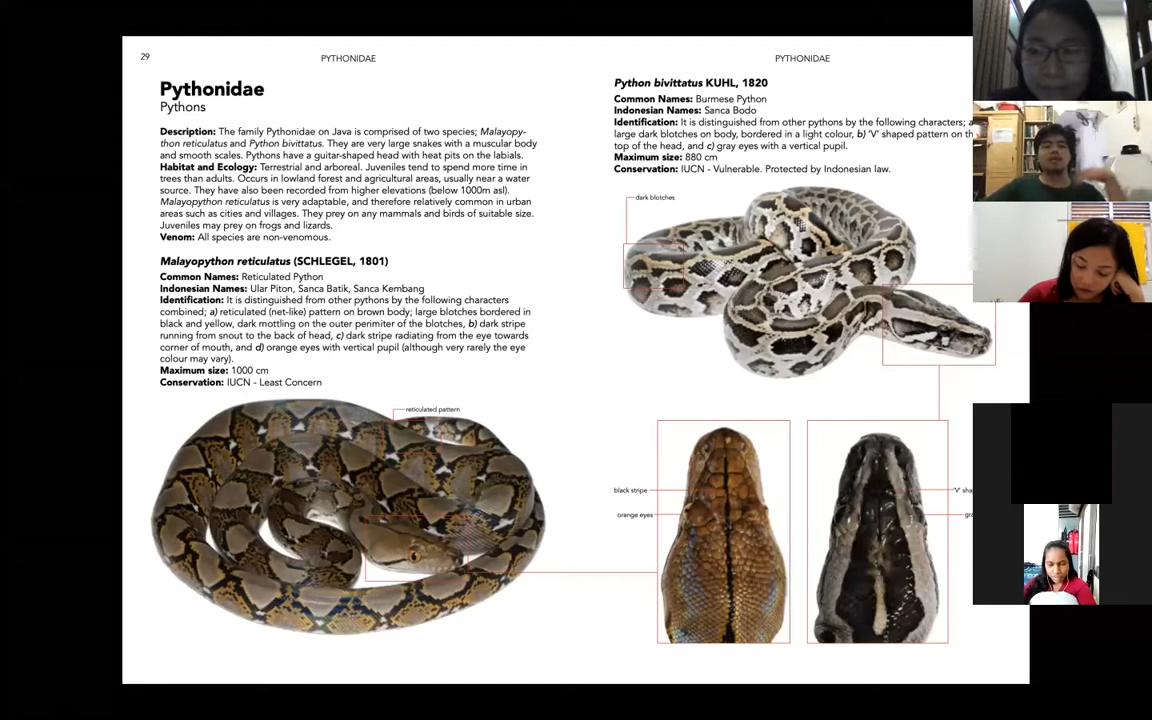 29
PYTHONIDAE
Pythonidae
Pythons
Description: The family Pythonidae on Java is comprised of two species; Malayopy-
thon reticulatus and Python bivittatus. They are very large snakes with a muscular body
and smooth scales. Pythons have a guitar-shaped head with heat pits on the labials.
Habitat and Ecology: Terrestrial and arboreal. Juveniles tend to spend more time in
trees than adults. Occurs in lowland forest and agricultural areas, usually near a water
source. They have also been recorded from higher elevations (below 1000m asl).
Malayopython reticulatus is very adaptable, and therefore relatively common in urban
areas such as cities and villages. They prey on any mammals and birds of suitable size.
Juveniles may prey on frogs and lizards.
Venom: All species are non-venomous.
Malayopython reticulatus (SCHLEGEL, 1801)
Common Names: Reticulated Python
Indonesian Names: Ular Piton, Sanca Batik, Sanca Kembang
Identification: It is distinguished from other pythons by the following characters
combined; a) reticulated (net-like) pattern on brown body; large blotches bordered in
black and yellow, dark mottling on the outer perimiter of the blotches, b) dark stripe
running from snout to the back of head, c) dark stripe radiating from the eye towards
corner of mouth, and d) orange eyes with vertical pupil (although very rarely the eye
colour may vary).
Maximum size: 1000 cm
Conservation: IUCN - Least Concern
reticulated pattern
PYTHONIDAE
Python bivittatus KUHL, 1820
Common Names: Burmese Python
Indonesian Names: Sanca Bodo
Identification: It is distinguished from other pythons by the following characters;
large dark blotches on body, bordered in a light colour, b) 'V' shaped pattern on th
top of the head, and c) gray eyes with a vertical pupil.
Maximum size: 880 cm
Conservation: IUCN - Vulnerable. Protected by Indonesian law.
dark blotches
black stripe
orange eyes
'V' sha
gra